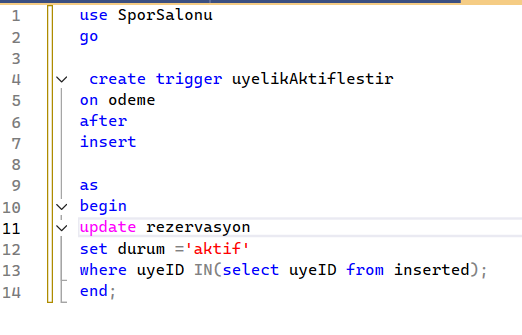 1 use SporSalonu
2 go
3
4 create trigger uyelikAktiflestir
5 on odeme
6 after
7 insert
8
9 as
10 begin
11 update rezervasyon
12 set durum ='aktif'
13 where uyeID IN(select uyeID from inserted);
14 end;